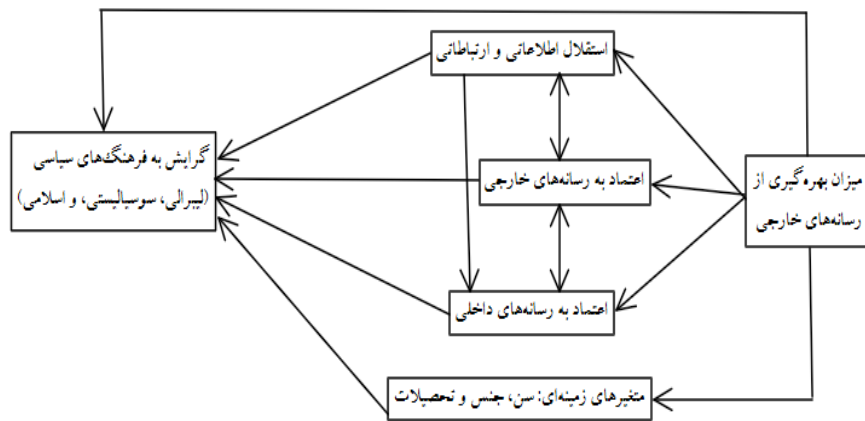 استقلال اطلاعاتی و ارتباطاتی
گرایش به فرهنگ‌های سیاسی
(لیبرالی، سوسیالیستی، و اسلامی)
اعتماد به رسانه‌های خارجی
میزان بهره‌گیری از
رسانه‌های خارجی
اعتماد به رسانه‌های داخلی
متغیرهای زمینه‌ای: سن، جنس و تحصیلات